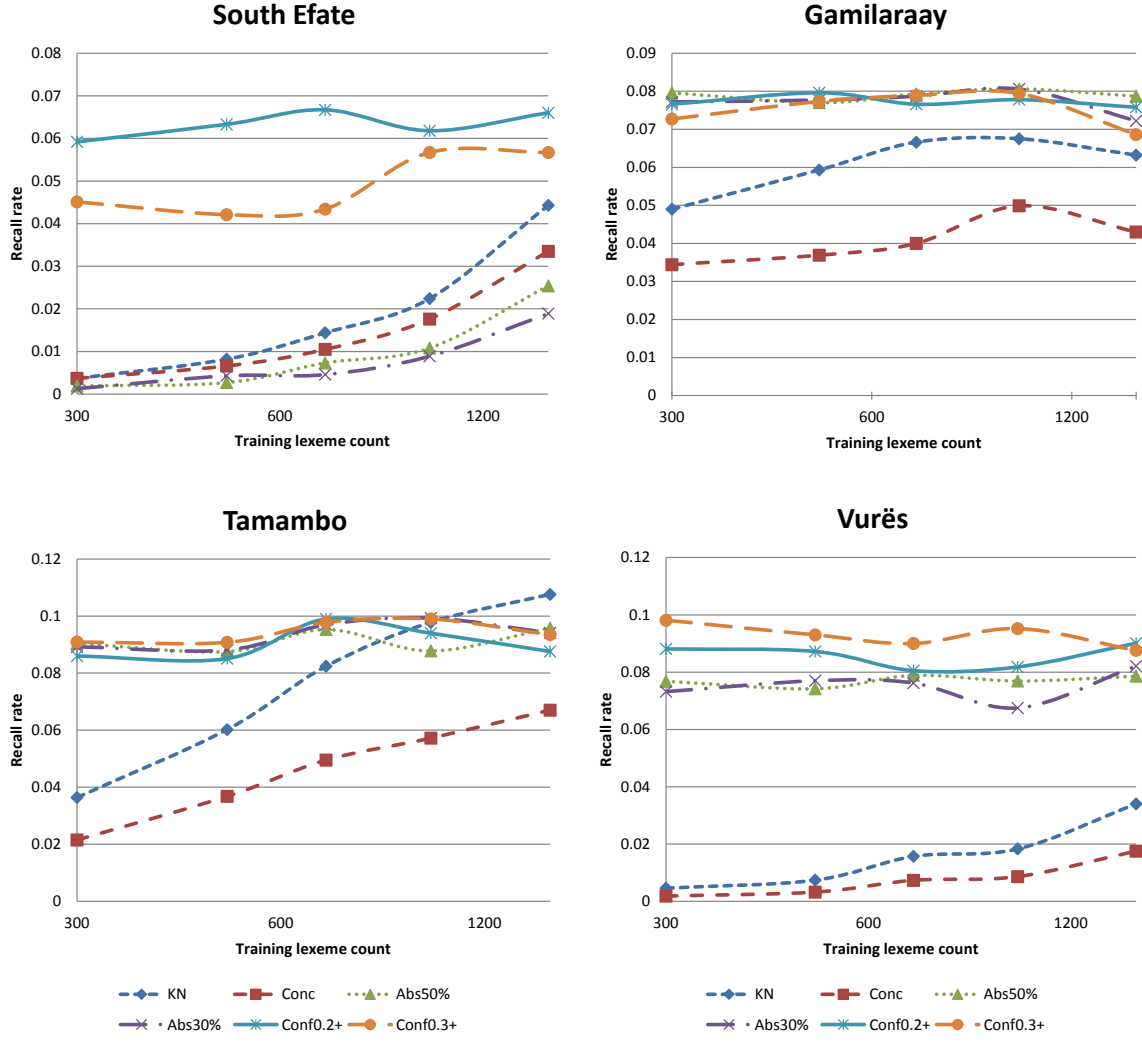 South Efate
0.08
0.07
0.06
0.05
0.04
0.03
0.02
0.01
0
Recall rate
300
600
1200
Training lexeme count
Gamilaraay
0.09
0.08
0.07
0.06
0.05
0.04
0.03
0.02
0.01
0
Recall rate
300
600
1200
Training lexeme count
Tamambo
0.12
0.1
0.08
0.06
0.04
0.02
0
Recall rate
300
600
1200
Training lexeme count
KN
Conc
Abs50%
Abs30%
Conf0.2+
Conf0.3+
Vurës
0.12
0.1
0.08
0.06
0.04
0.02
0
Recall rate
300
600
1200
Training lexeme count
KN
Conc
Abs50%
Abs30%
Conf0.2+
Conf0.3+